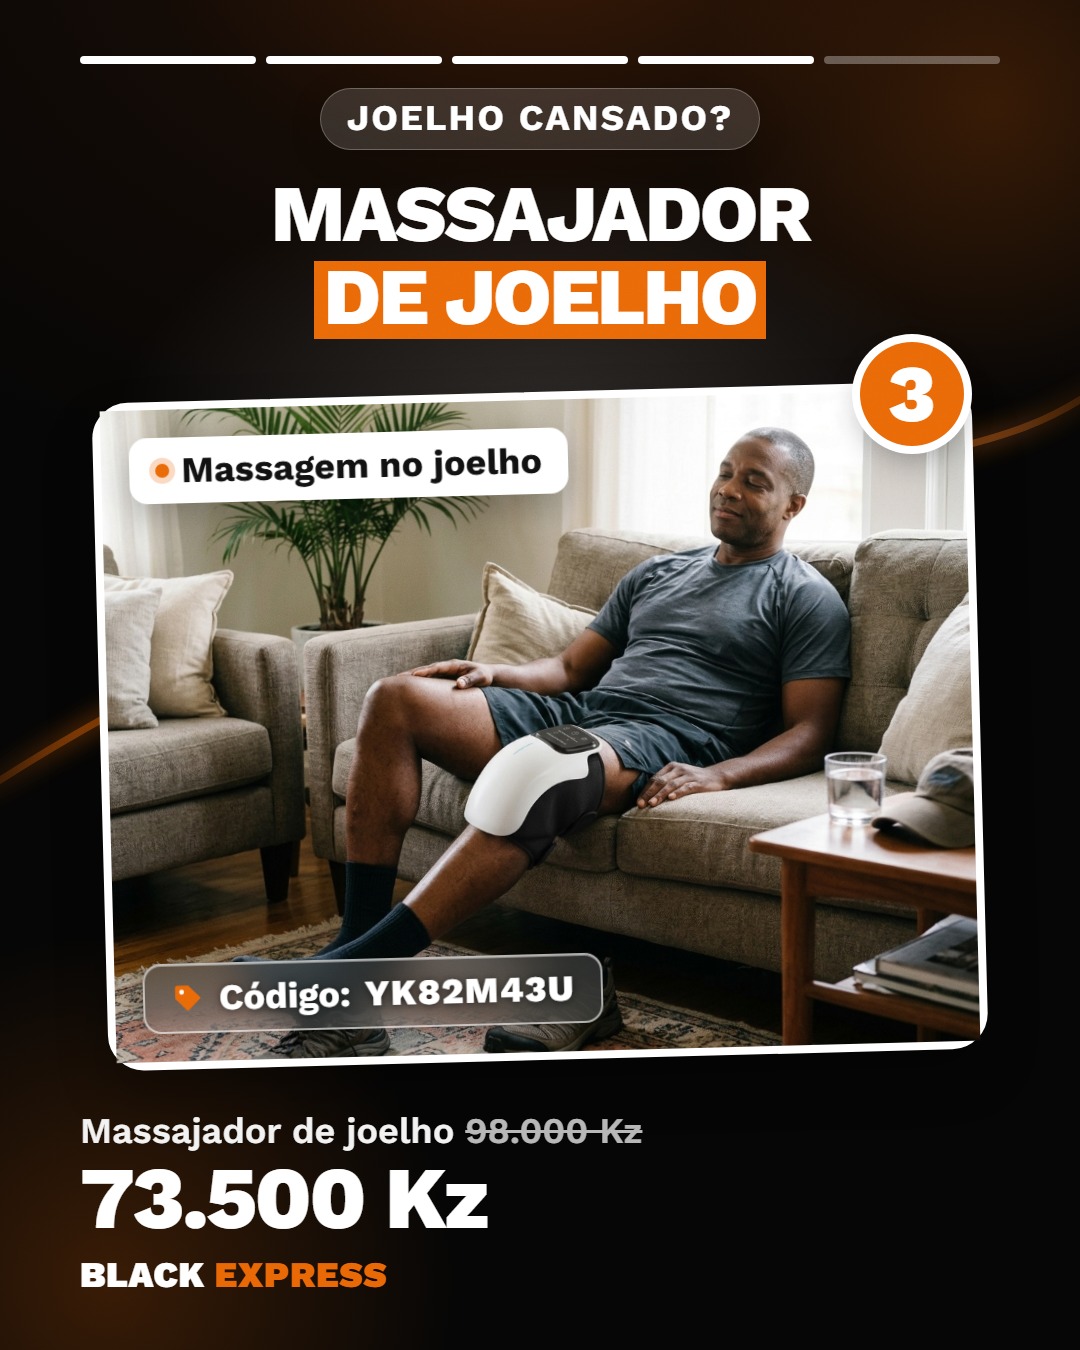 JOELHO CANSADO?
MASSAJADOR
DE JOELHO
3
Massagem no joelho
Código: YK82M43U
Massajador de joelho 98.000 Kz
73.500 Kz
BLACK EXPRESS